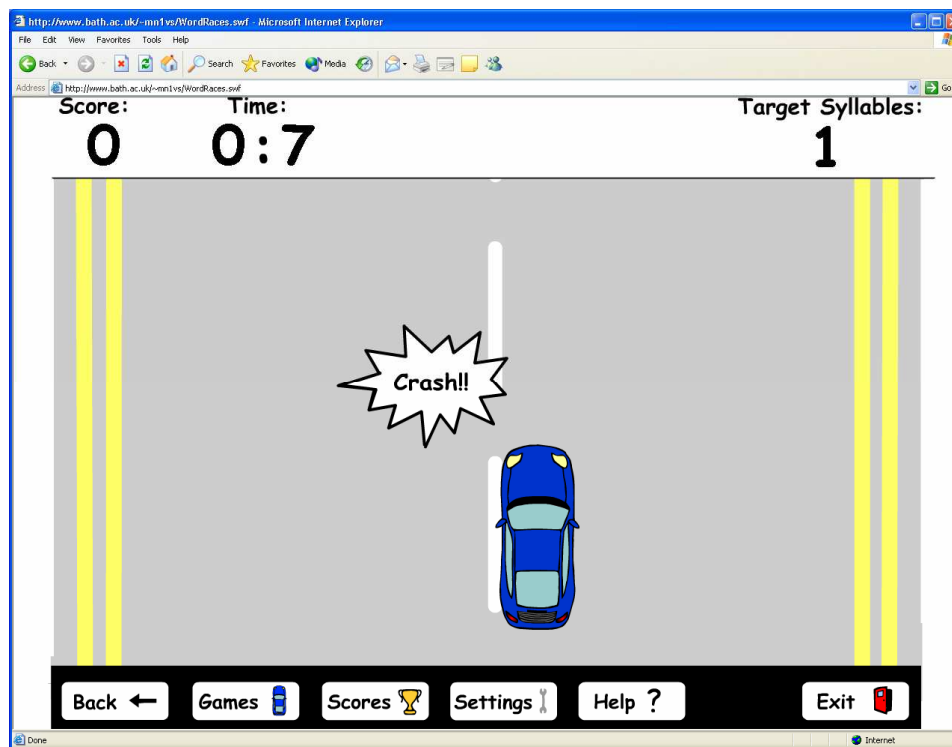 http://www.bath.ac.uk/~mn1vs/WordRaces.swf - Microsoft Internet Explorer
File Edit View Favorites Tools Help
Back Search Favorites Media
Address http://www.bath.ac.uk/~mn1vs/WordRaces.swf Go
Score: Time: Target Syllables:
0 0:7 1
Crash!!
Back Games Scores Settings Help ? Exit
Done Internet